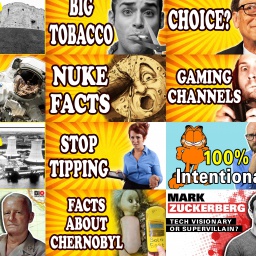 BIG
TOBACCO
CHOICE?
NUKE
FACTS
GAMING
CHANNELS
STOP
TIPPING
100%
Intentiona
FACTS
ABOUT
CHERNOBYL
MARK
ZUCKERBERG
TECH VISIONARY
OR SUPERVILLAIN?